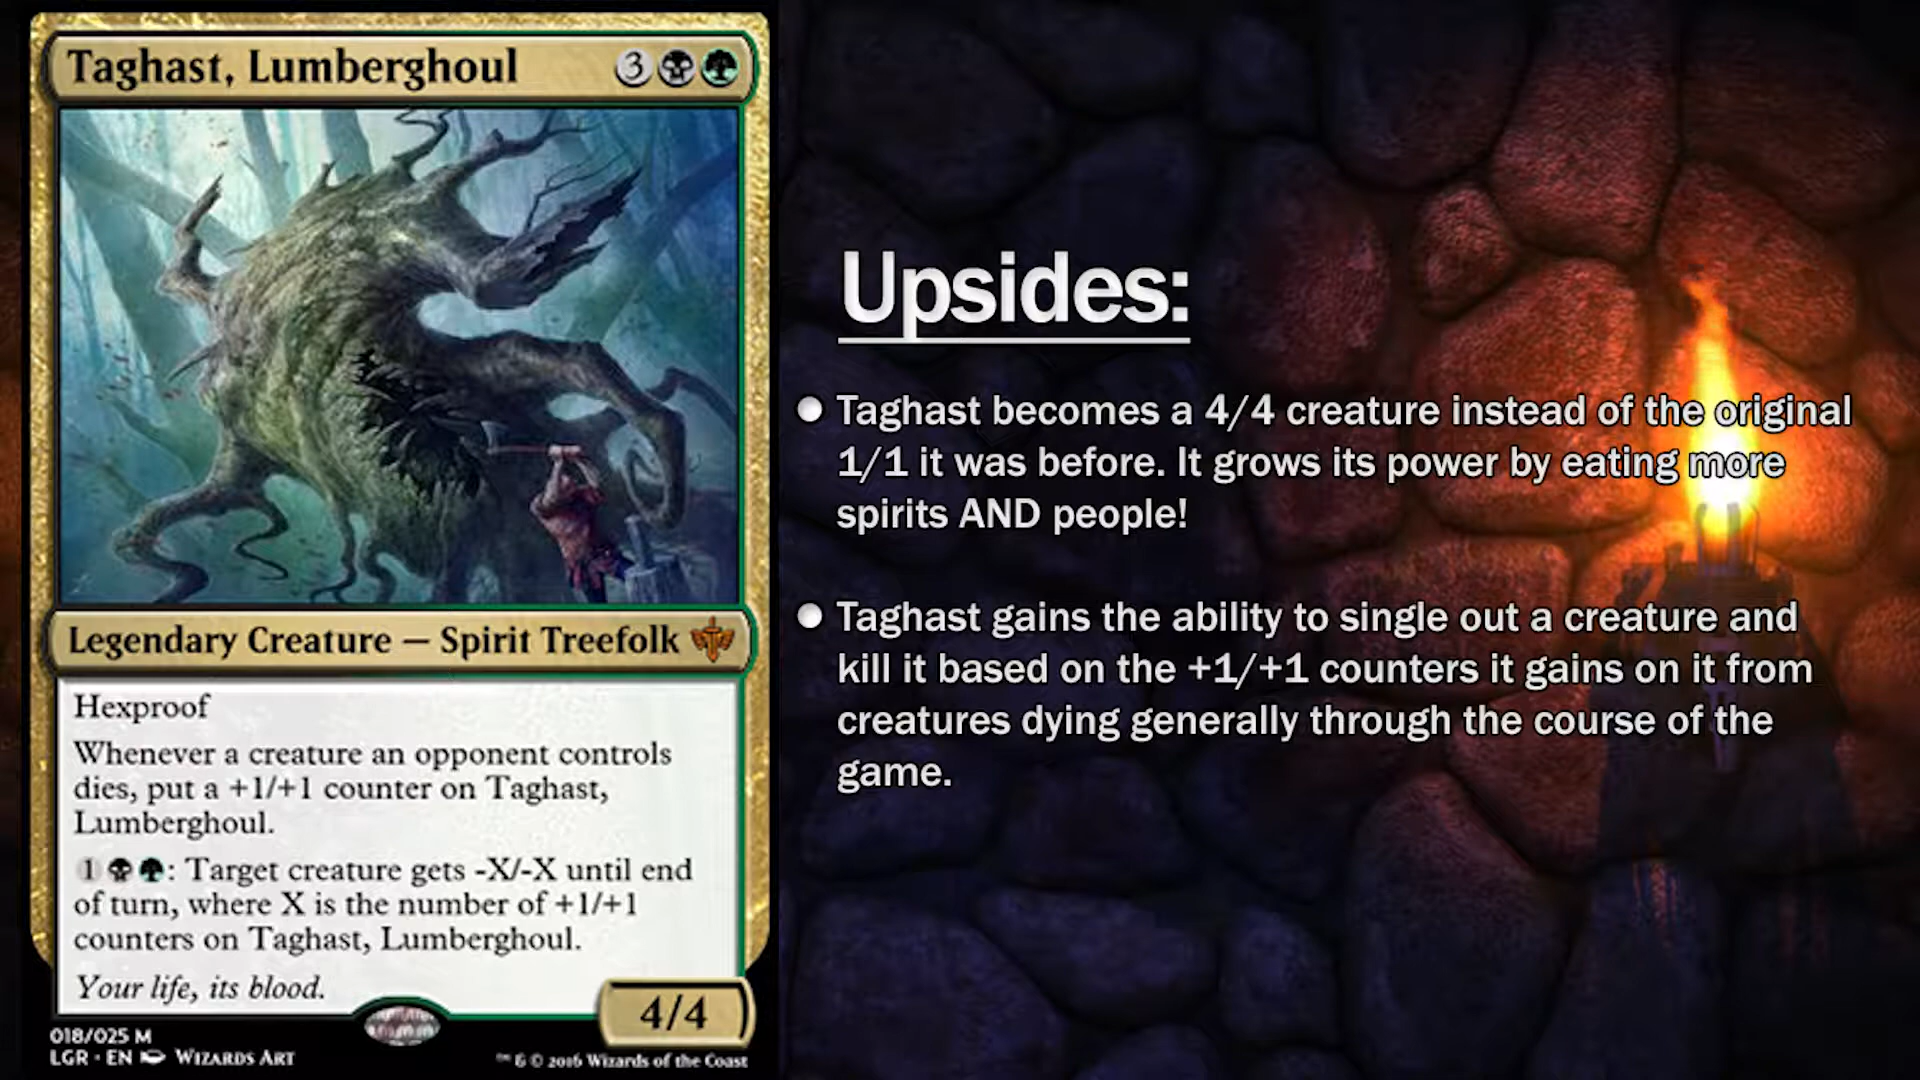 Taghast, Lumberghoul 3
Legendary Creature — Spirit Treefolk
Hexproof
Whenever a creature an opponent controls
dies, put a +1/+1 counter on Taghast,
Lumberghoul.
1: Target creature gets -X/-X until end
of turn, where X is the number of +1/+1
counters on Taghast, Lumberghoul.
Your life, its blood.
4/4
018/025 M
LGR · EN WIZARDS ART
™ & © 2016 Wizards of the Coast
Upsides:
Taghast becomes a 4/4 creature instead of the original
1/1 it was before. It grows its power by eating more
spirits AND people!
Taghast gains the ability to single out a creature and
kill it based on the +1/+1 counters it gains on it from
creatures dying generally through the course of the
game.